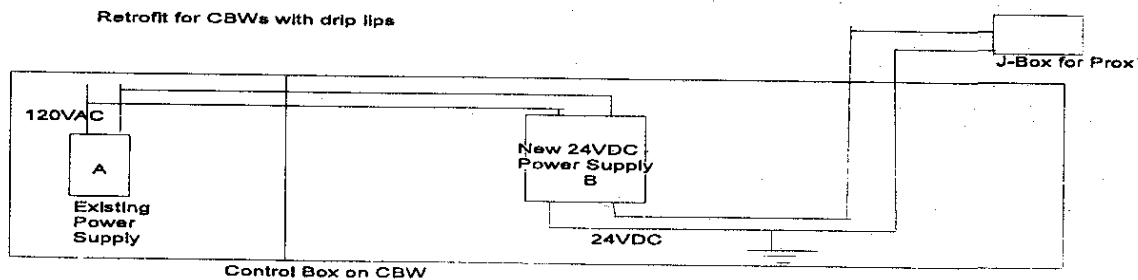 Retrofit for CBWs with drip lips
J-Box for Prox
120VAC
A
New 24VDC
Power Supply
B
Existing
Power
Supply
24VDC
Control Box on CBW